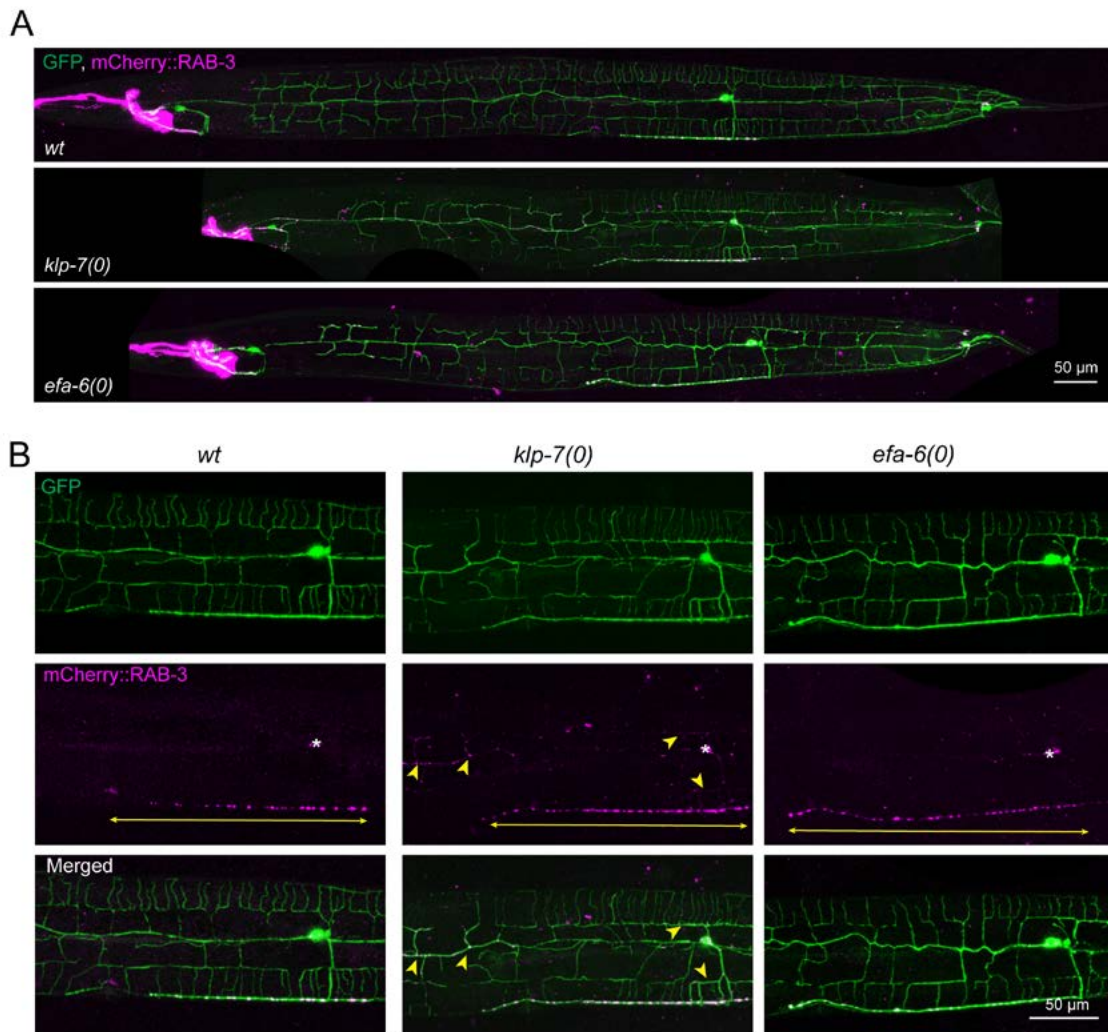 A
GFP, mCherry::RAB-3
wt
klp-7(0)
efa-6(0)
50 µm
B
wt klp-7(0) efa-6(0)
GFP
mCherry::RAB-3
* * *
Merged
50 µm